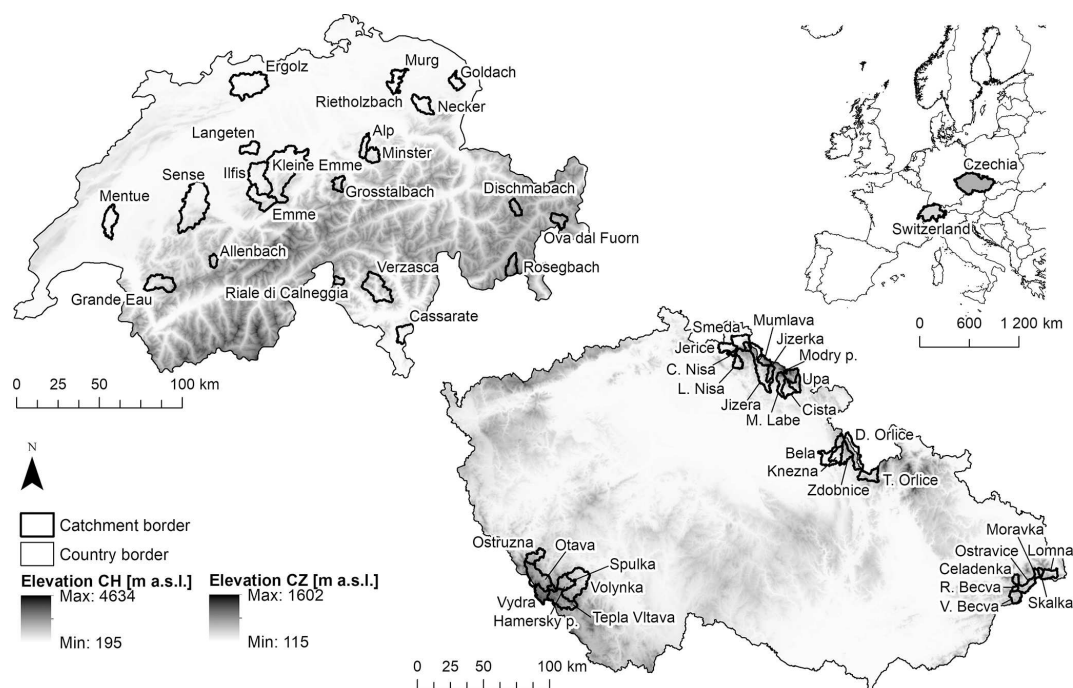 Ergolz
Murg
Goldach
Rietholzbach
Necker
Langeten
Alp
Minster
Sense
Ilfis
Kleine Emme
Mentue
Grosstalbach
Dischmabach
Emme
Ova dal Fuorn
Allenbach
Verzasca
Rosegbach
Grande Eau
Riale di Calneggia
Cassarate
0 25 50 100 km
Czechia
Switzerland
0 600 1 200 km
N
Catchment border
Country border
Elevation CH [m a.s.l.]
Max: 4634
Min: 195
Elevation CZ [m a.s.l.]
Max: 1602
Min: 115
Smeda
Mumlava
Jerice
Jizerka
C. Nisa
Modry p.
L. Nisa
Upa
Jizera
Cista
M. Labe
D. Orlice
Bela
Knezna
Zdobnice
T. Orlice
Moravka
Ostravice
Lomna
Celadenka
R. Becva
V. Becva
Skalka
Ostruzna
Otava
Spulka
Volynka
Vydra
Hamersky p.
Tepla Vltava
0 25 50 100 km